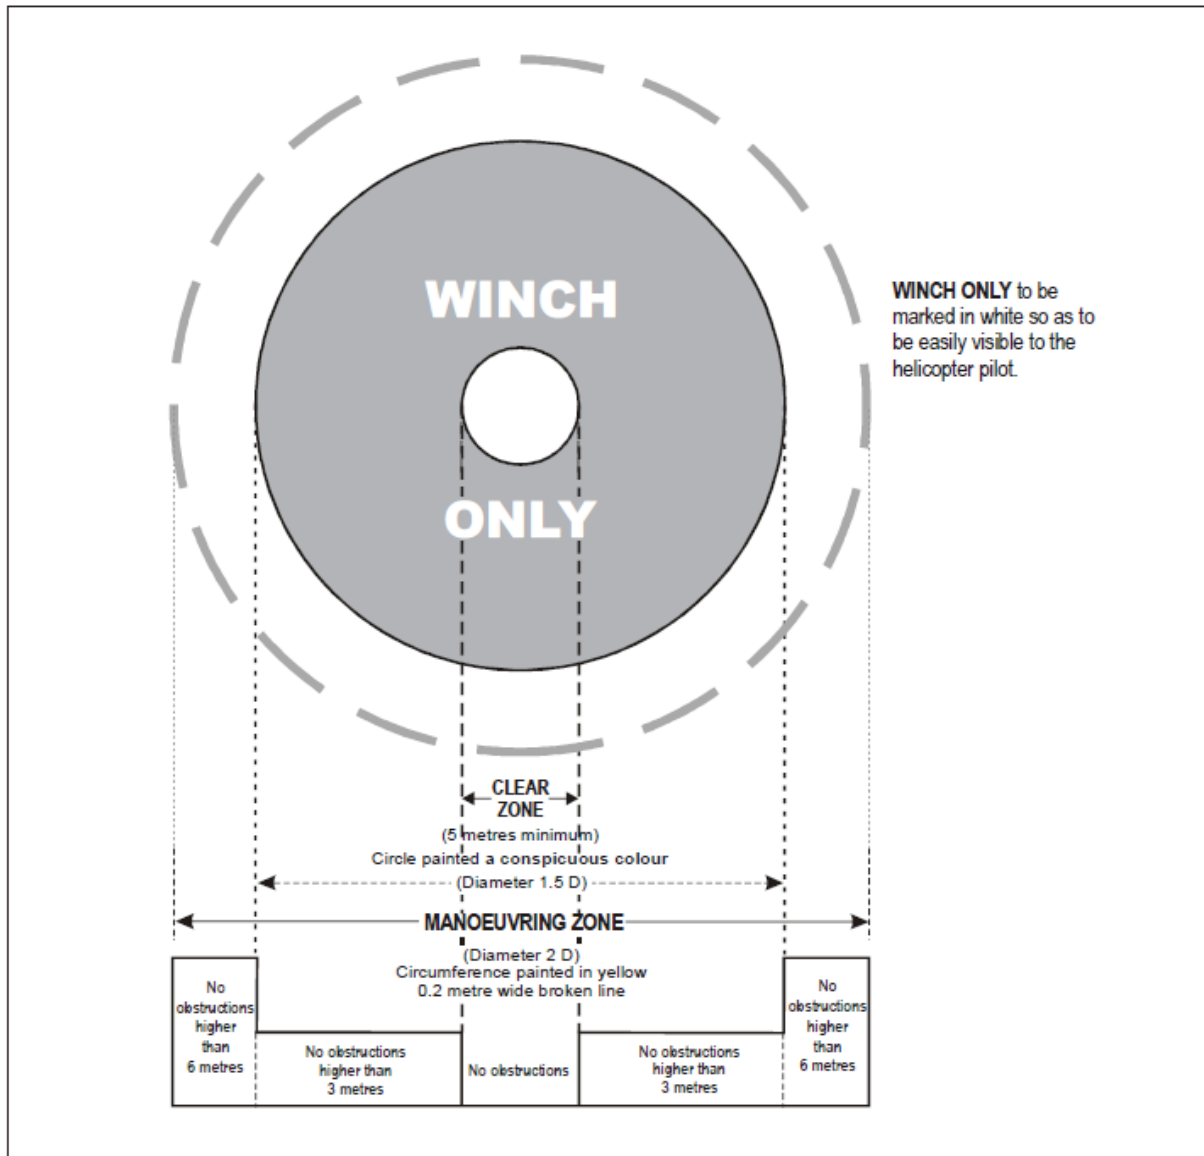 WINCH
ONLY
WINCH ONLY to be
marked in white so as to
be easily visible to the
helicopter pilot.
CLEAR
ZONE
(5 metres minimum)
Circle painted a conspicuous colour
(Diameter 1.5 D)
MANOEUVRING ZONE
(Diameter 2 D)
Circumference painted in yellow
0.2 metre wide broken line
No
obstructions
higher
than
6 metres
No obstructions
higher than
3 metres
No obstructions
No obstructions
higher than
3 metres
No
obstructions
higher
than
6 metres